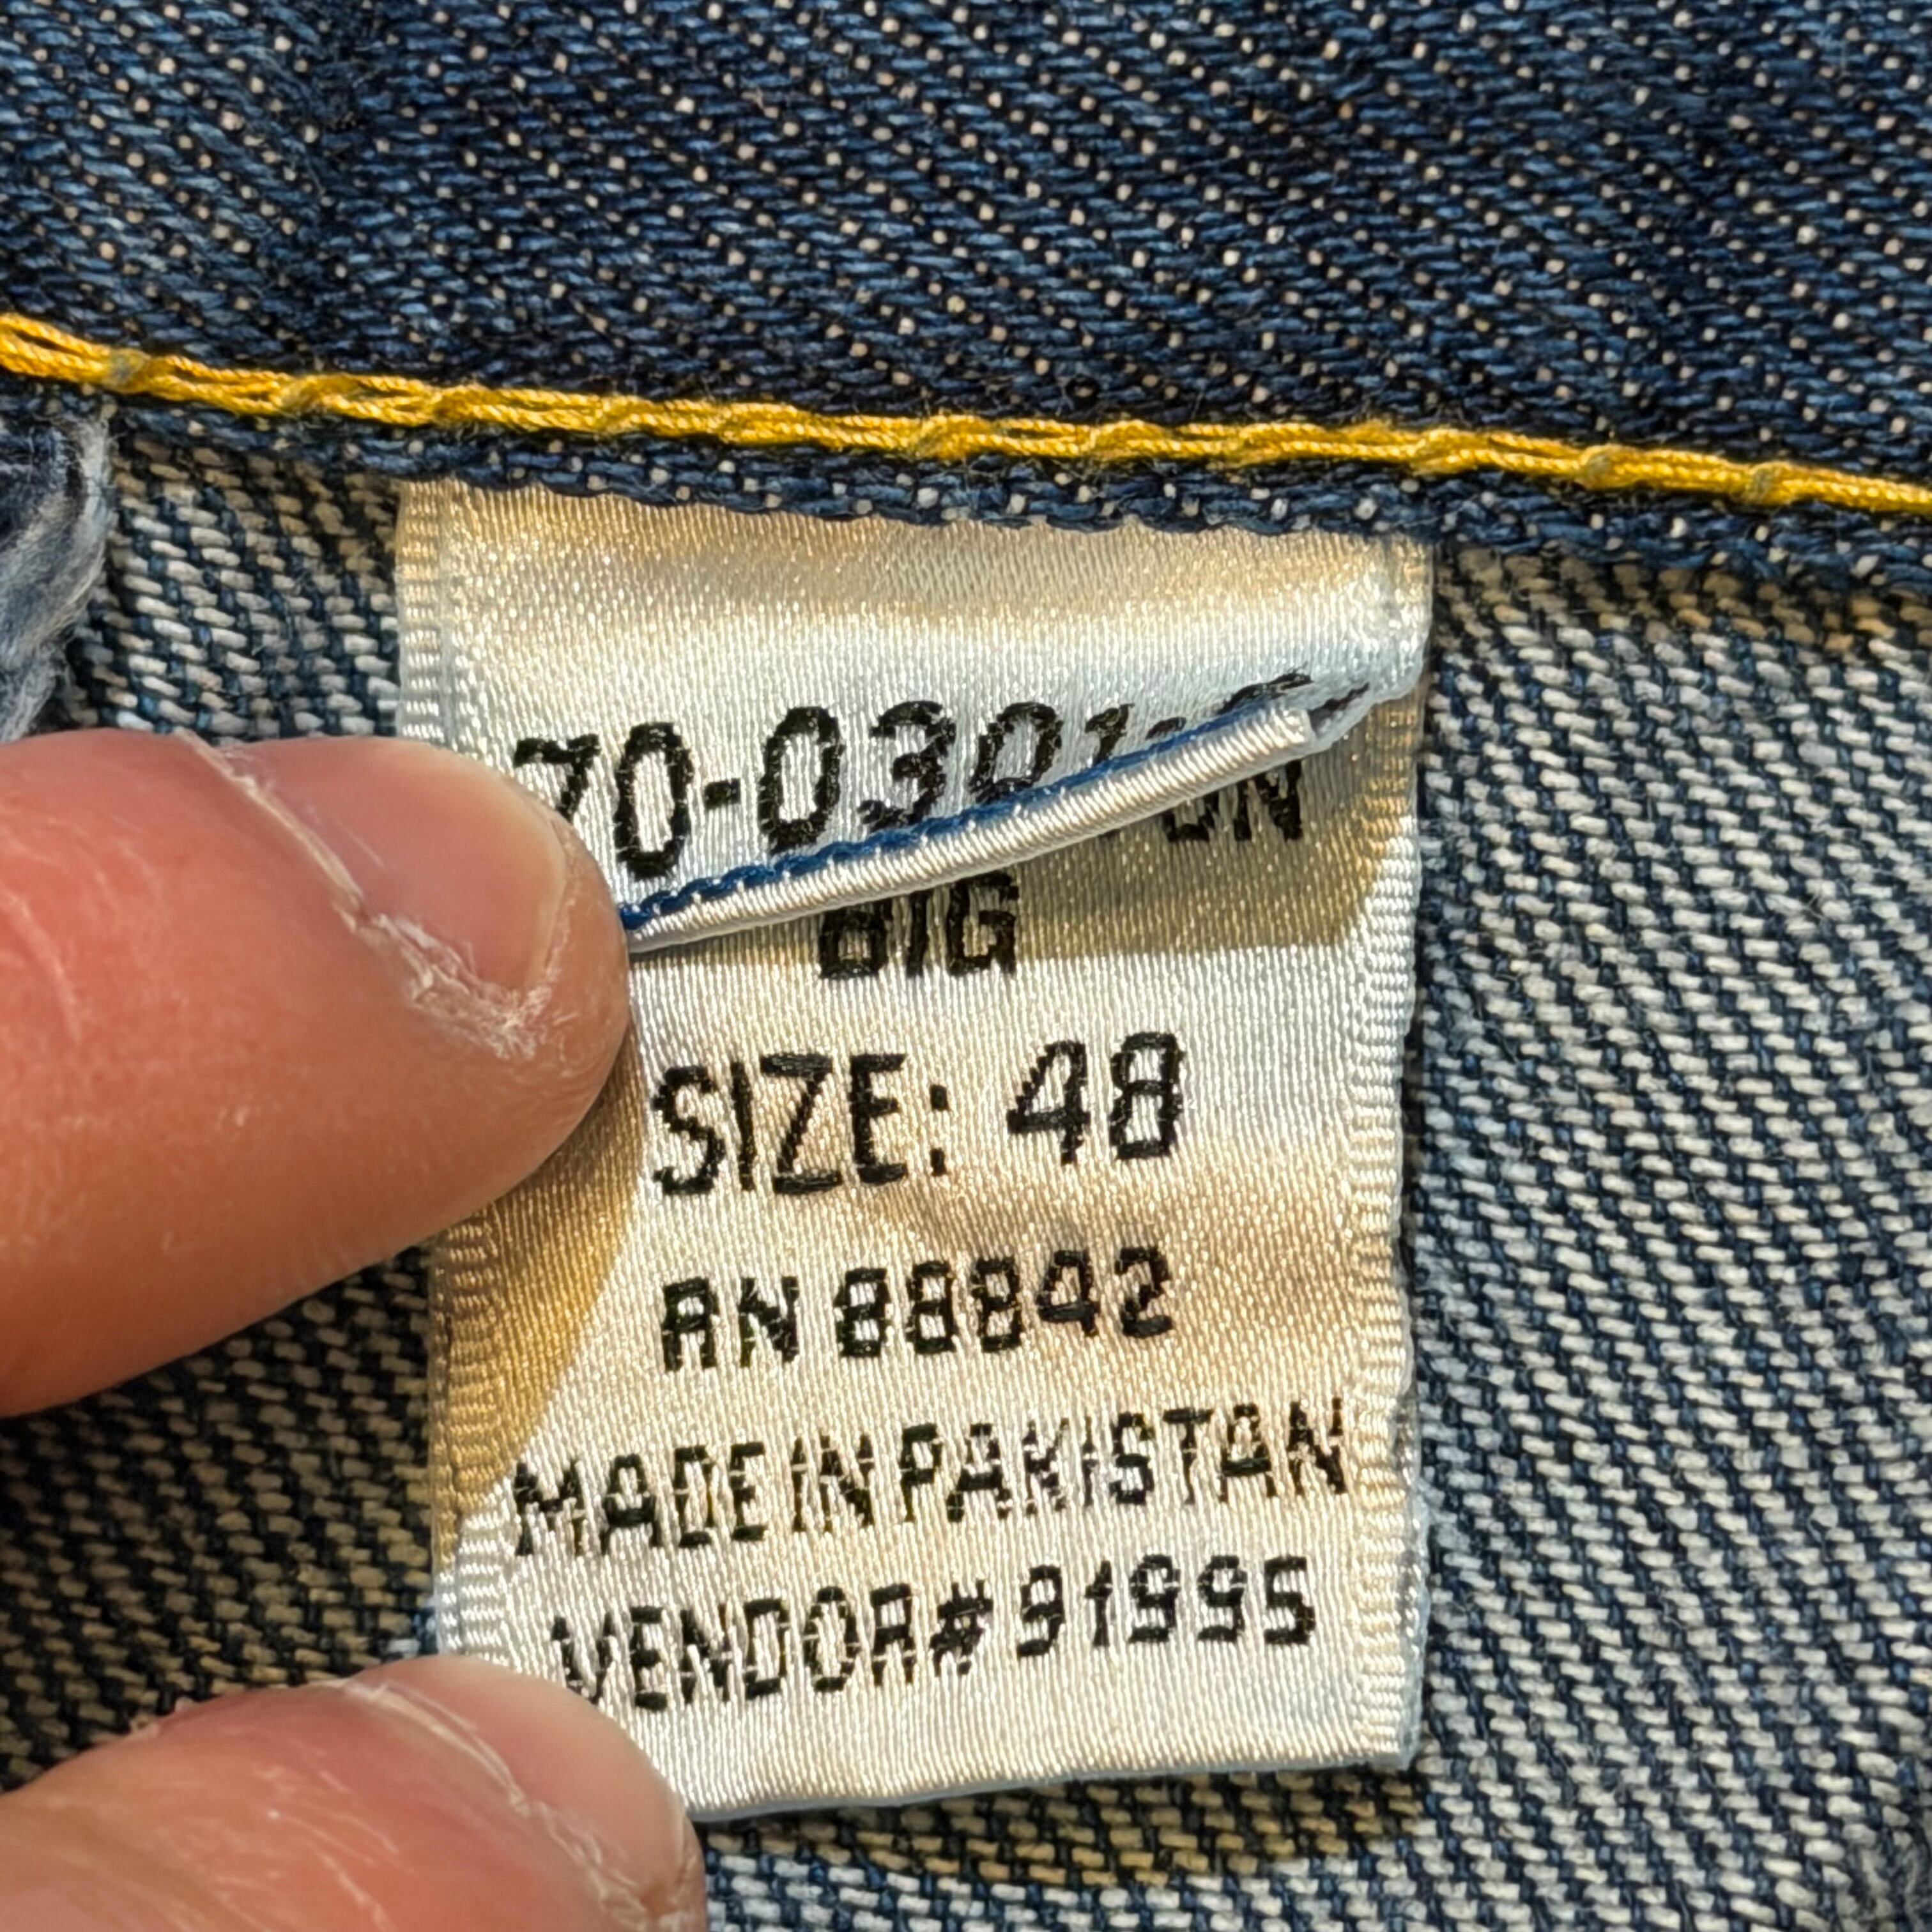 70-0301
BIG
SIZE: 48
RN 88842
MADE IN PAKISTAN
VENDOR# 91995